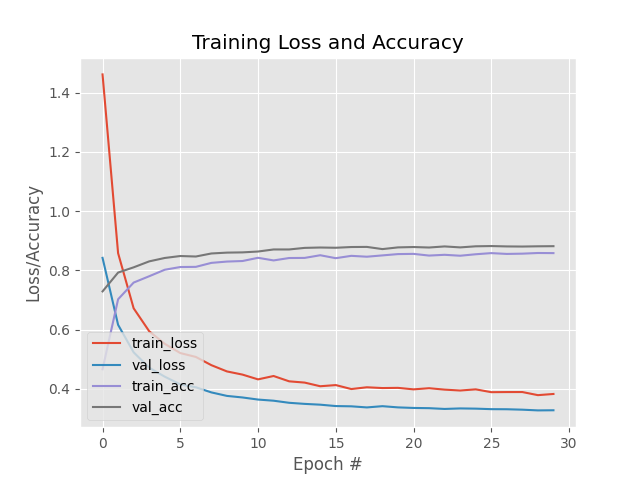 Training Loss and Accuracy
Loss/Accuracy
1.4
1.2
1.0
0.8
0.6
0.4
train_loss
val_loss
train_acc
val_acc
0 5 10 15 20 25 30
Epoch #